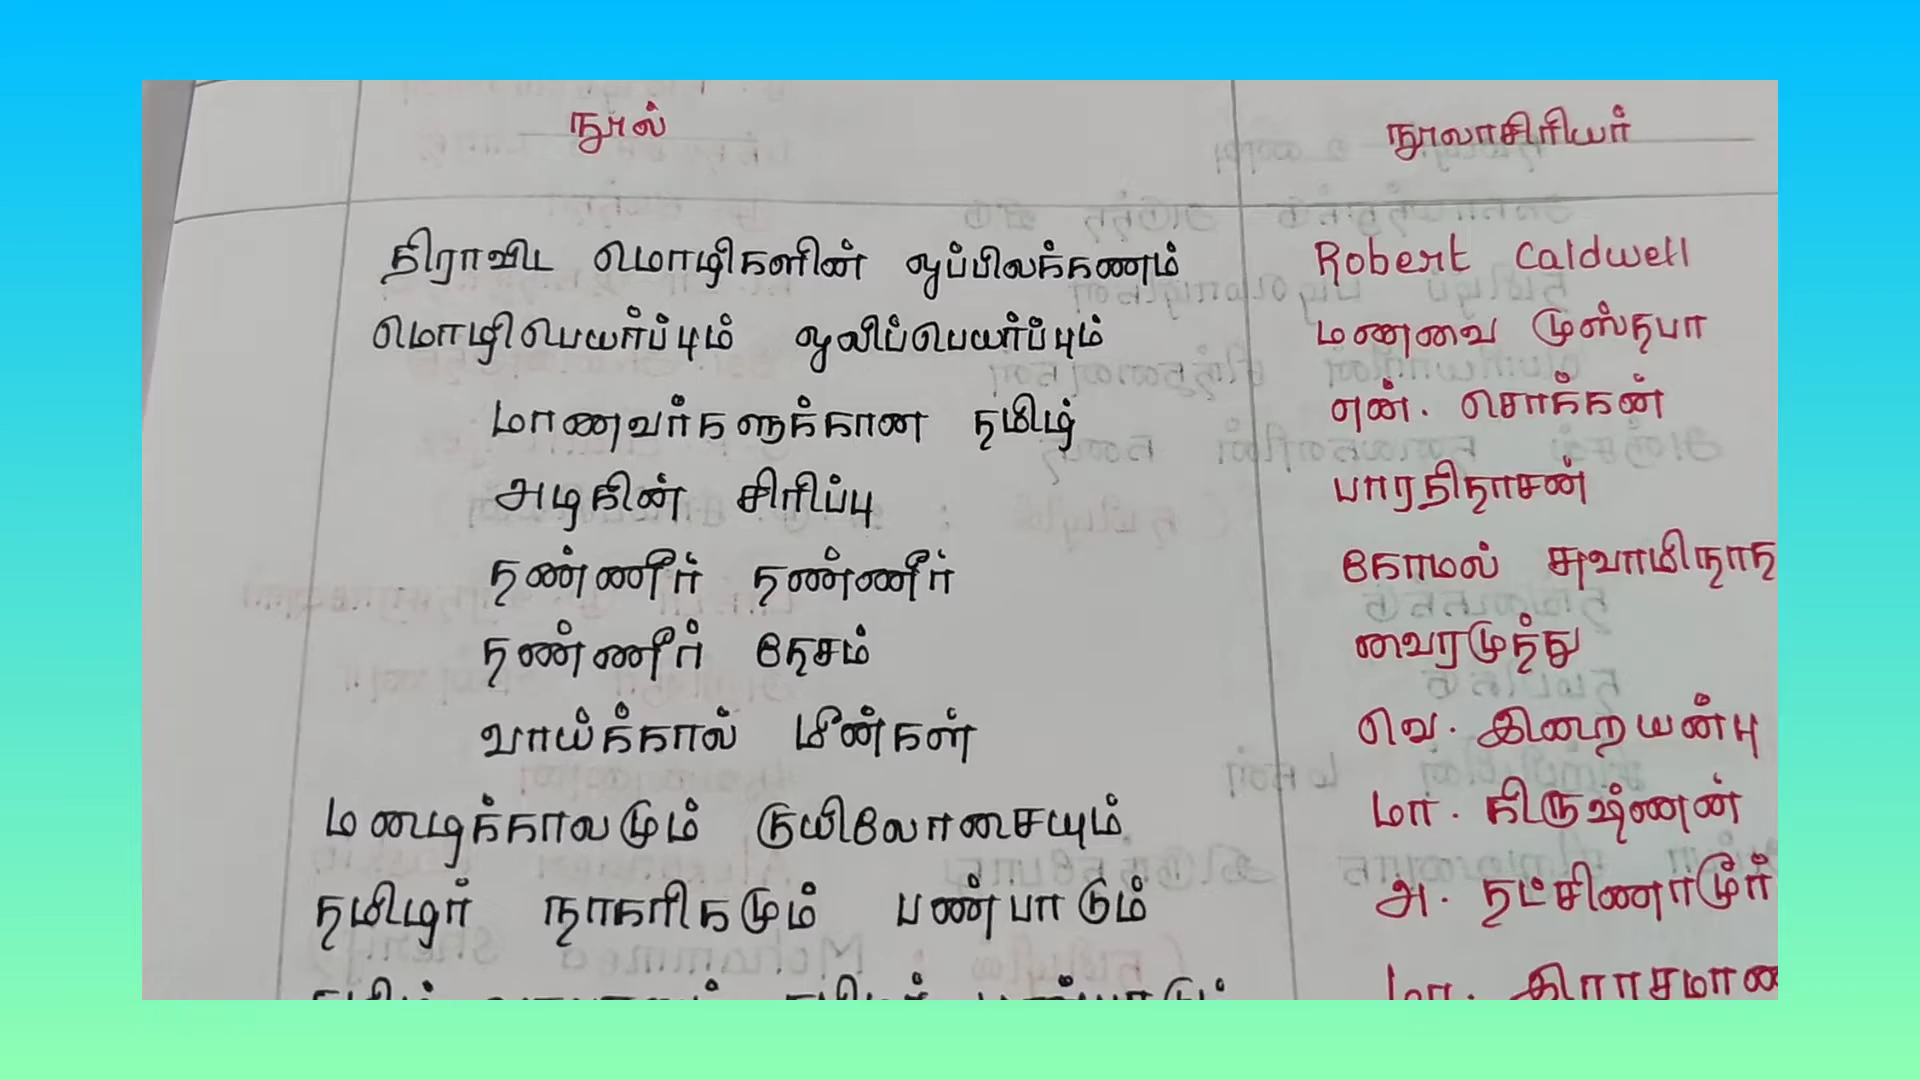 நூல் நூலாசிரியர்
திராவிட மொழிகளின் ஒப்பிலக்கணம் Robert Caldwell
மொழிபெயர்ப்பும் ஒலிப்பெயர்ப்பும் மணவை முஸ்தபா
மாணவர்களுக்கான தமிழ் என். சொக்கன்
அழகின் சிரிப்பு பாரதிதாசன்
தண்ணீர் தண்ணீர் கோமல் சுவாமிநாத
தண்ணீர் தேசம் வைரமுத்து
வாய்க்கால் மீன்கள் வெ. இறையன்பு
மழைக்காலமும் குயிலோசையும் மா. கிருஷ்ணன்
தமிழர் நாகரிகமும் பண்பாடும் அ. தட்சிணாமூர்
மா. இராசமாண